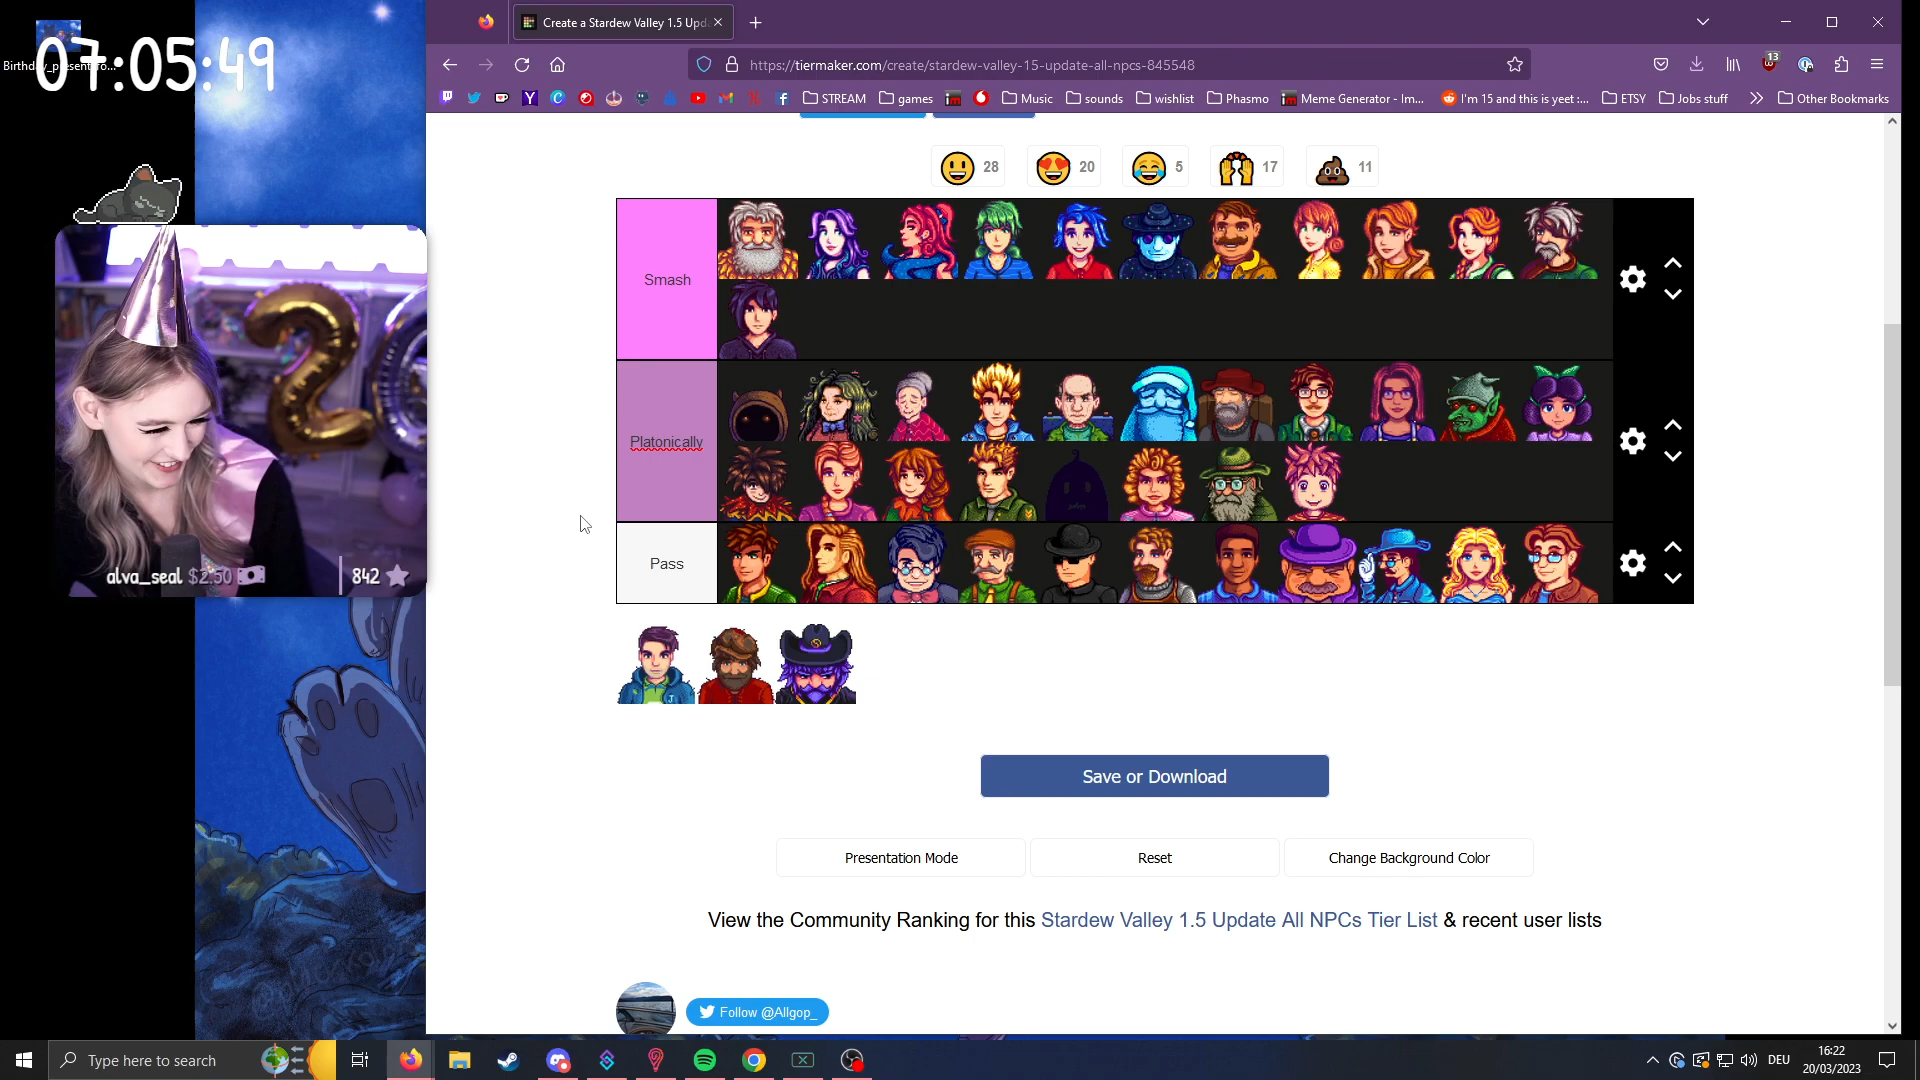 07:05:49
Birthday_present fo...
Create a Stardew Valley 1.5 Upd
https://tiermaker.com/create/stardew-valley-15-update-all-npcs-845548
13
STREAM
games
Music
sounds
wishlist
Phasmo
Meme Generator - Im...
I'm 15 and this is yeet :...
ETSY
Jobs stuff
Other Bookmarks
28
20
5
17
11
Smash
Platonically
Pass
26
alva_seal $2.50
842
Save or Download
Presentation Mode
Reset
Change Background Color
View the Community Ranking for this Stardew Valley 1.5 Update All NPCs Tier List & recent user lists
Follow @Allgop_
Type here to search
DEU
16:22
20/03/2023